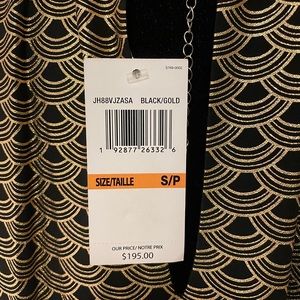 JH88VJZASA BLACK/GOLD
1 92877 26332 6
SIZE/TAILLE S/P
OUR PRICE/ NOTRE PRIX
$195.00